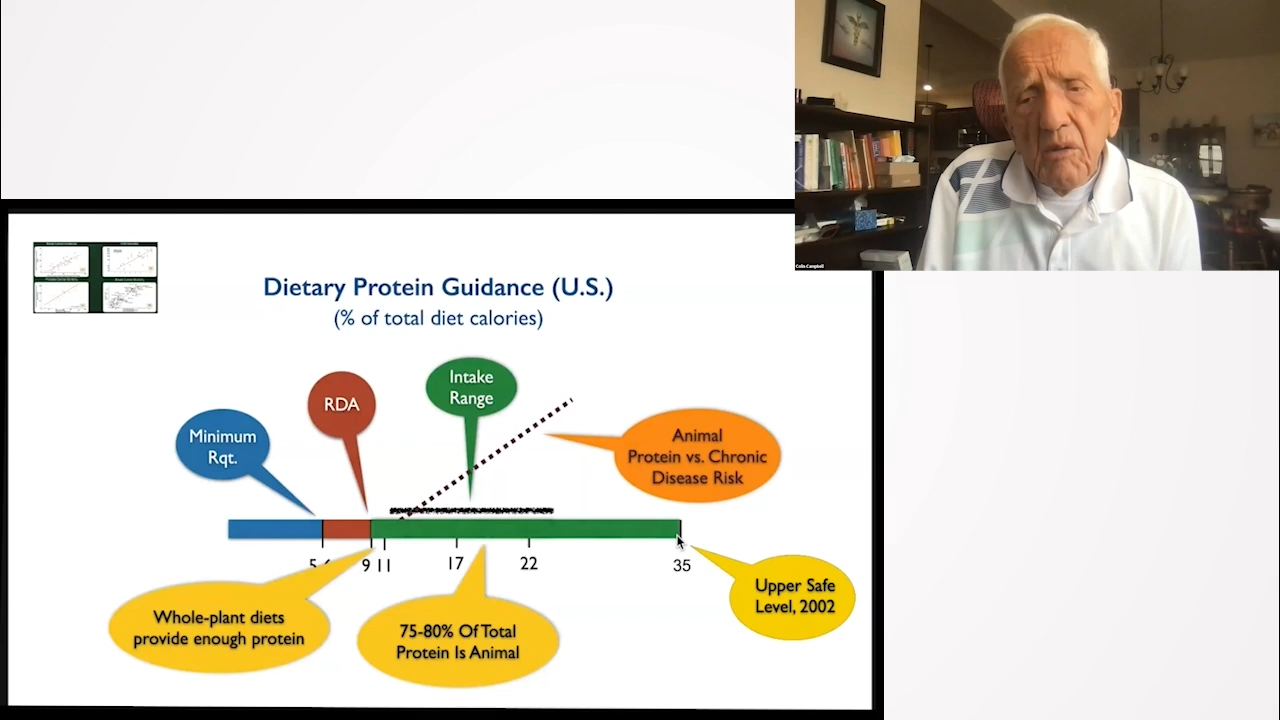 Colin Campbell
Dietary Protein Guidance (U.S.)
(% of total diet calories)
Intake
Range
RDA
Minimum
Rqt.
Animal
Protein vs. Chronic
Disease Risk
9
11
17
22
35
Upper Safe
Level, 2002
Whole-plant diets
provide enough protein
75-80% Of Total
Protein Is Animal